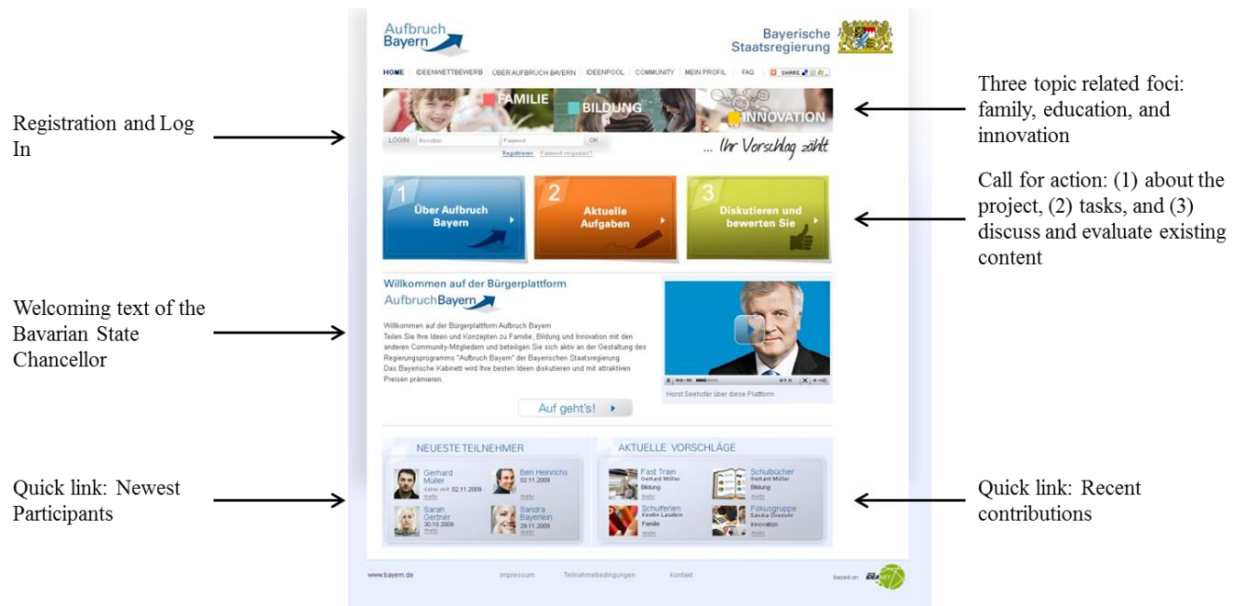 Aufbruch
Bayern
Bayerische
Staatsregierung
HOME IDEENWETTBEWERB ÜBER AUFBRUCH BAYERN IDEENPOOL COMMUNITY MEIN PROFIL FAQ SHARE
FAMILIE
BILDUNG
INNOVATION
LOGIN Benutzer Passwort OK
Registrieren Passwort vergessen?
... Ihr Vorschlag zählt
Registration and Log
In
Three topic related foci:
family, education, and
innovation
1
Über Aufbruch
Bayern
2
Aktuelle
Aufgaben
3
Diskutieren und
bewerten Sie
Call for action: (1) about the
project, (2) tasks, and (3)
discuss and evaluate existing
content
Welcoming text of the
Bavarian State
Chancellor
Willkommen auf der Bürgerplattform
AufbruchBayern
Willkommen auf der Bürgerplattform Aufbruch Bayern
Teilen Sie Ihre Ideen und Konzepten zu Familie, Bildung und Innovation mit den
anderen Community-Mitgliedern und beteiligen Sie sich aktiv an der Gestaltung des
Regierungsprogramms "Aufbruch Bayern" der Bayerischen Staatsregierung.
Das Bayerische Kabinett wird Ihre besten Ideen diskutieren und mit attraktiven
Preisen prämieren.
Auf geht's!
Horst Seehofer über diese Plattform
Quick link: Newest
Participants
NEUESTE TEILNEHMER
Gerhard
Müller
dabei seit 02.11.2009
mehr
Ben Heinrichs
02.11.2009
mehr
Sarah
Gertner
30.10.2009
mehr
Sandra
Bayerlein
29.11.2009
mehr
AKTUELLE VORSCHLÄGE
Fast Train
Gerhard Müller
Bildung
mehr
Schulbücher
Gerhard Müller
Bildung
mehr
Schulferien
Familie
mehr
Fokusgruppe
Sandra
Innovation
mehr
Quick link: Recent
contributions
www.bayern.de Impressum Teilnahmebedingungen Kontakt based on